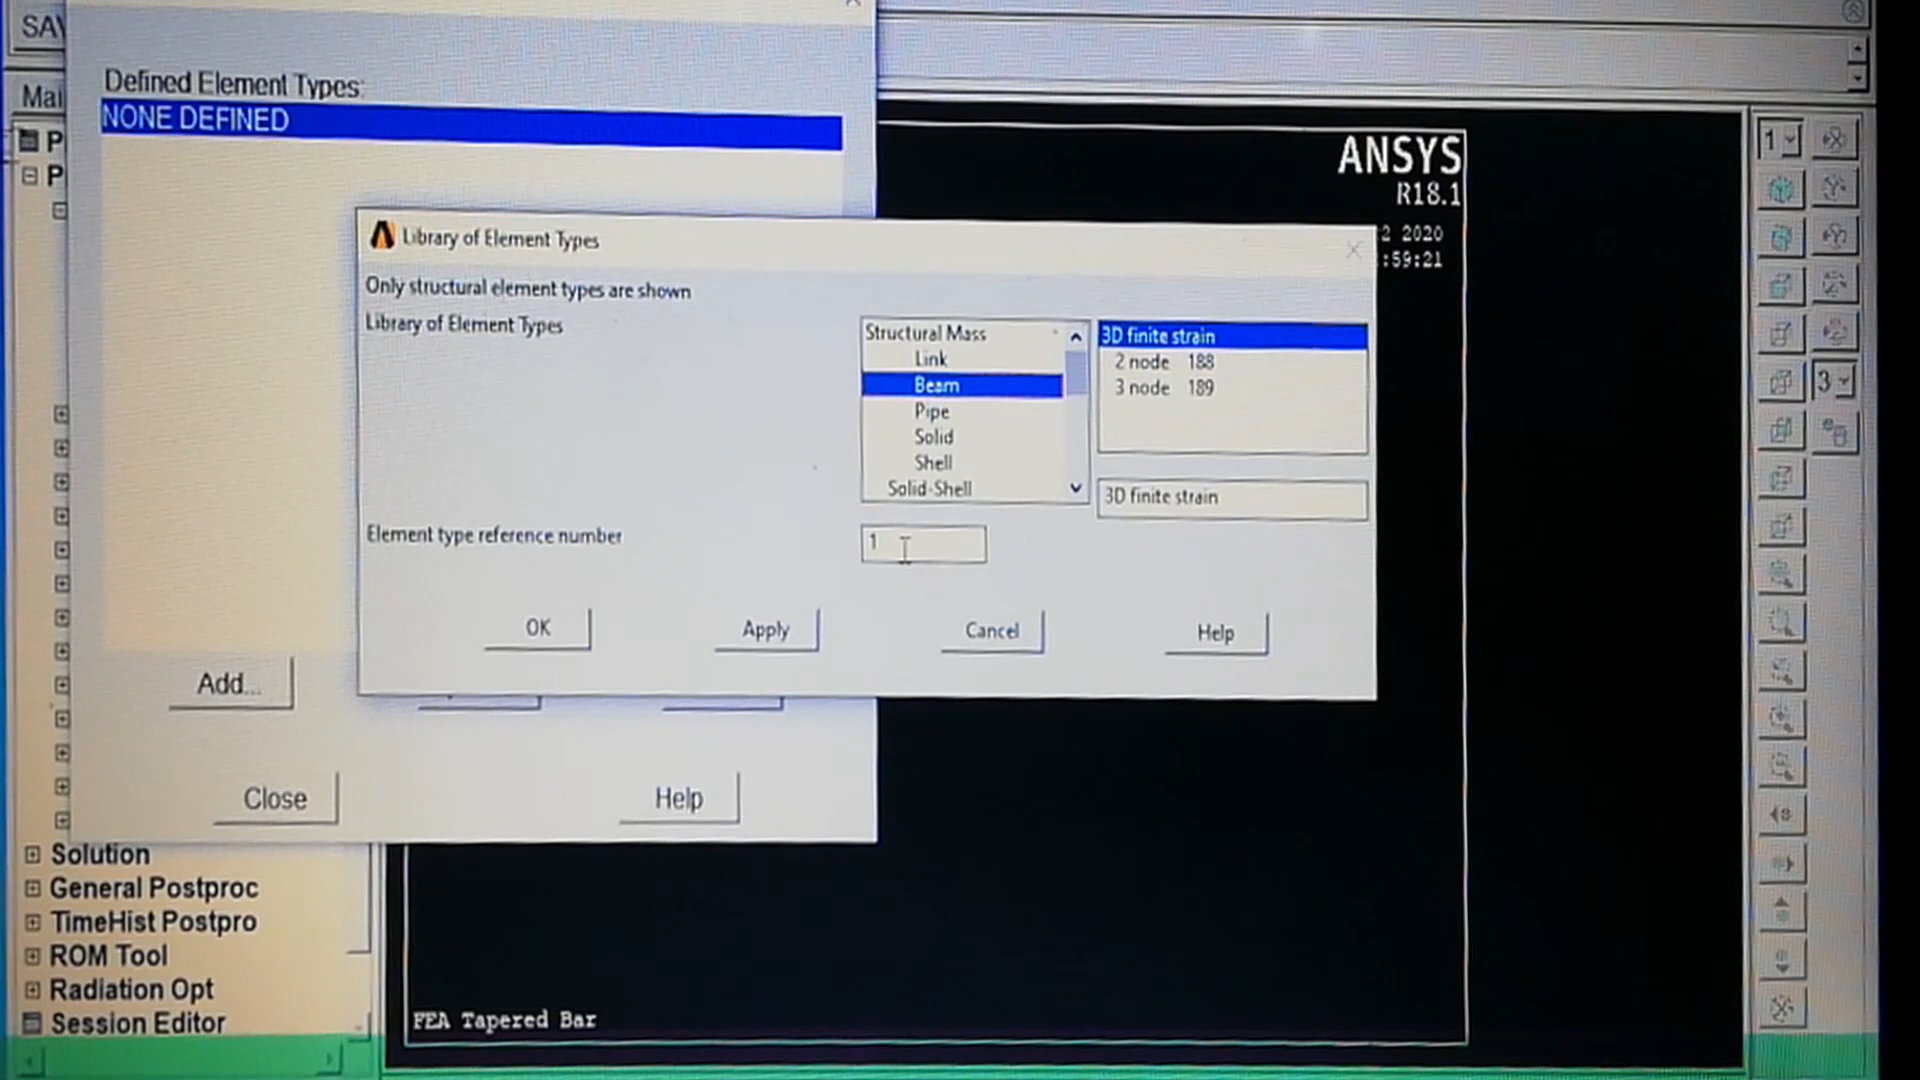 SAV
Mai
Defined Element Types:
NONE DEFINED
P
P
ANSYS
R18.1
2 2020
:59:21
Library of Element Types
Only structural element types are shown
Library of Element Types
Structural Mass
Link
Beam
Pipe
Solid
Shell
Solid-Shell
3D finite strain
2 node 188
3 node 189
3D finite strain
Element type reference number
1
OK
Apply
Cancel
Help
Add...
Close
Help
Solution
General Postproc
TimeHist Postpro
ROM Tool
Radiation Opt
Session Editor
FEA Tapered Bar
1
3